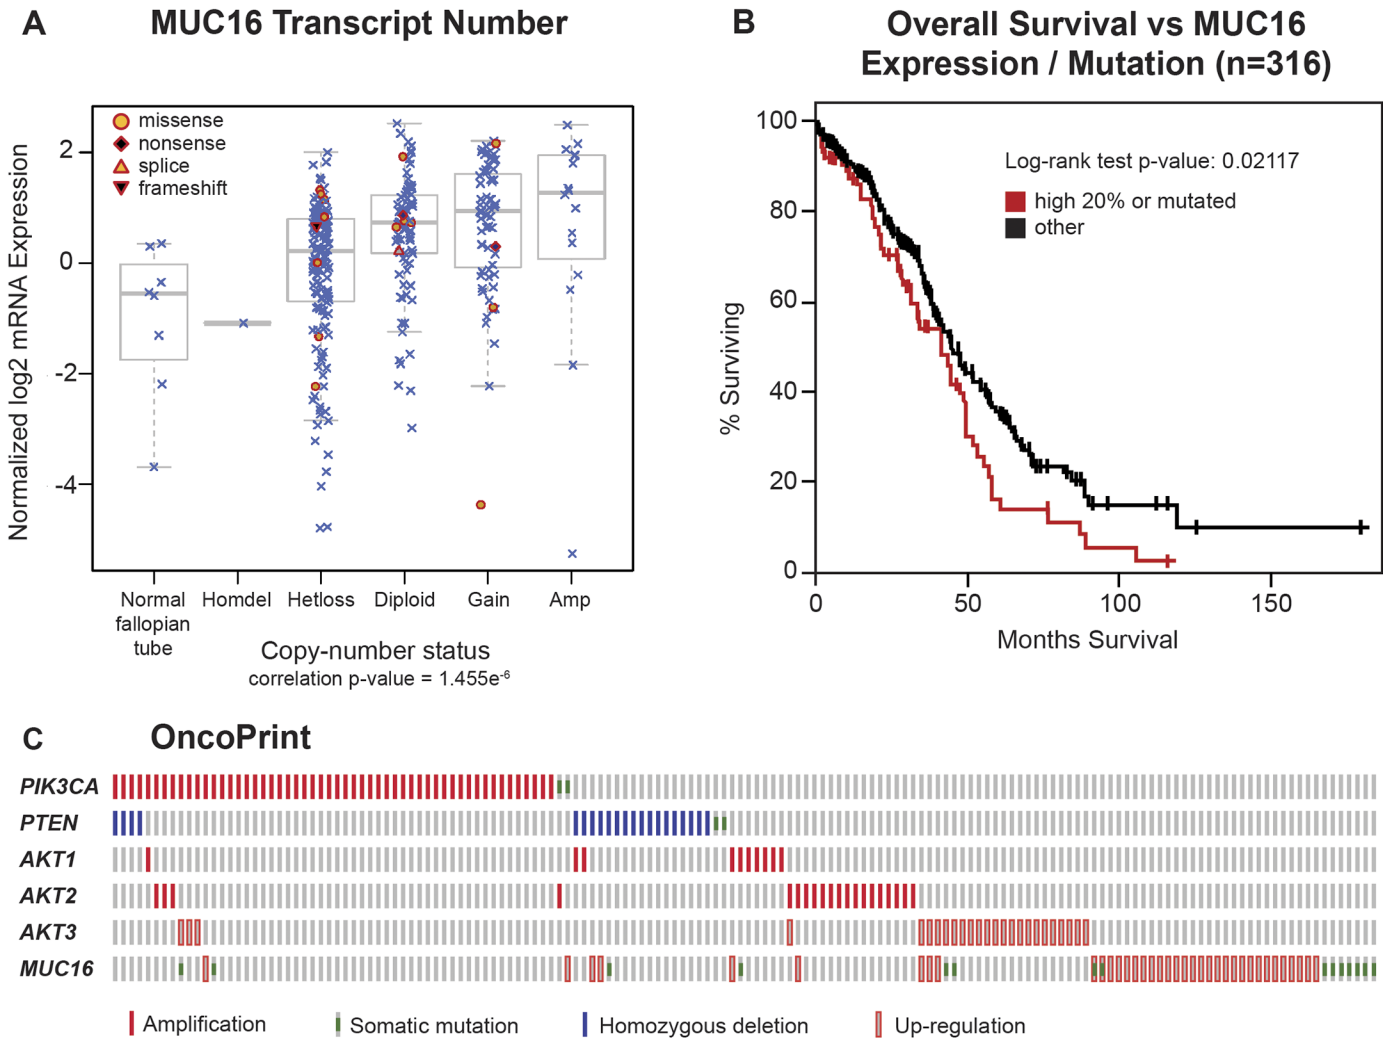 A
MUC16 Transcript Number
missense
nonsense
splice
frameshift
Normalized log2 mRNA Expression
2
0
-2
-4
Normal fallopian tube
Homdel
Hetloss
Diploid
Gain
Amp
Copy-number status
correlation p-value = 1.455e-6
B
Overall Survival vs MUC16
Expression / Mutation (n=316)
Log-rank test p-value: 0.02117
high 20% or mutated
other
% Surviving
100
80
60
40
20
0
0
50
100
150
Months Survival
C
OncoPrint
PIK3CA
PTEN
AKT1
AKT2
AKT3
MUC16
Amplification
Somatic mutation
Homozygous deletion
Up-regulation